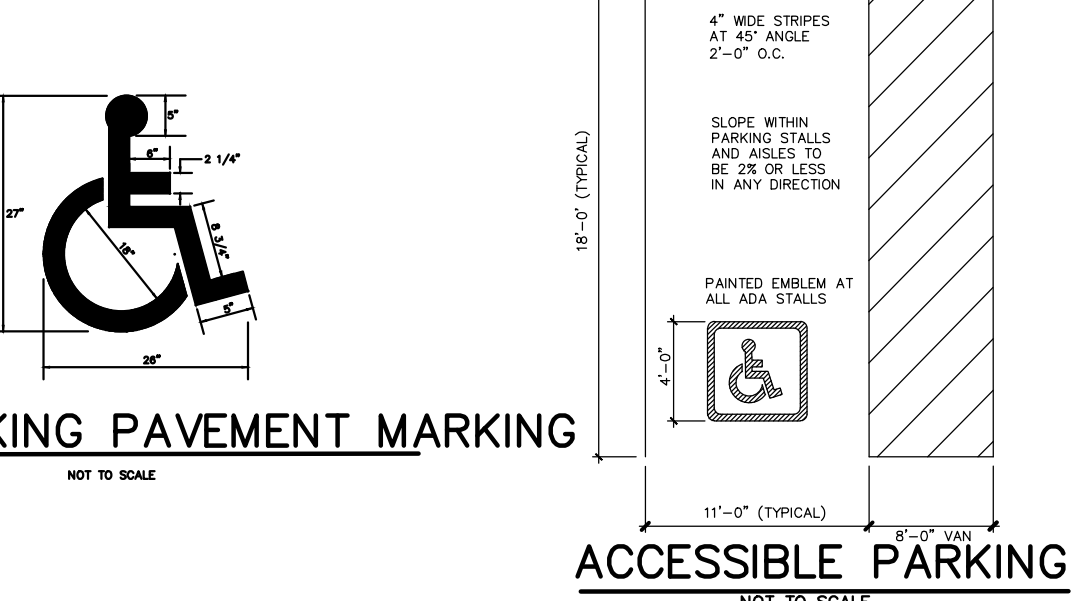 5"
6"
2 1/4"
27"
18"
8 3/4"
5"
26"
KING PAVEMENT MARKING
NOT TO SCALE
4" WIDE STRIPES
AT 45° ANGLE
2'-0" O.C.
SLOPE WITHIN
PARKING STALLS
AND AISLES TO
BE 2% OR LESS
IN ANY DIRECTION
18'-0' (TYPICAL)
PAINTED EMBLEM AT
ALL ADA STALLS
4'-0"
11'-0" (TYPICAL)
8'-0" VAN
ACCESSIBLE PARKING
NOT TO SCALE